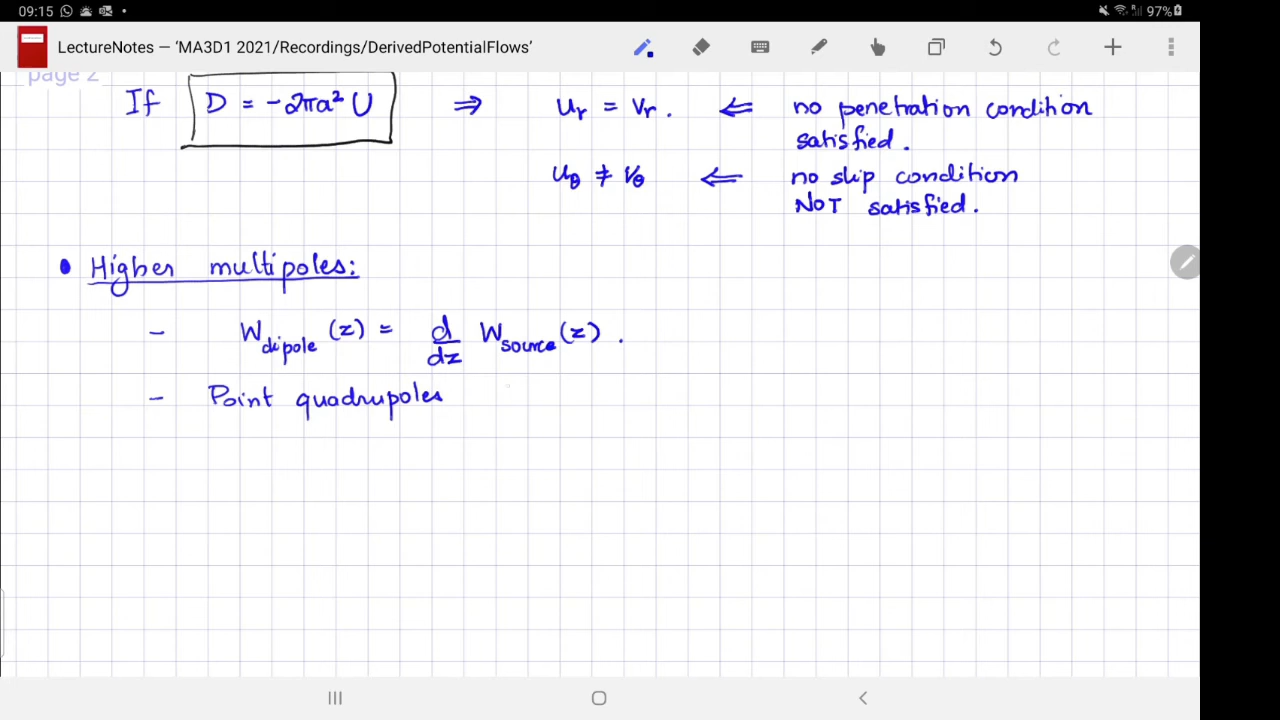 09:15 97%
LectureNotes — ‘MA3D1 2021/Recordings/DerivedPotentialFlows’
page 2
If D = -2πa² U ⇒ u_r = V_r . ⇐ no penetration condition
satisfied.
u_θ ≠ V_θ ⇐ no slip condition
NOT satisfied.
• Higher multipoles:
- W_dipole (z) = d/dz W_source (z) .
- Point quadrupoles